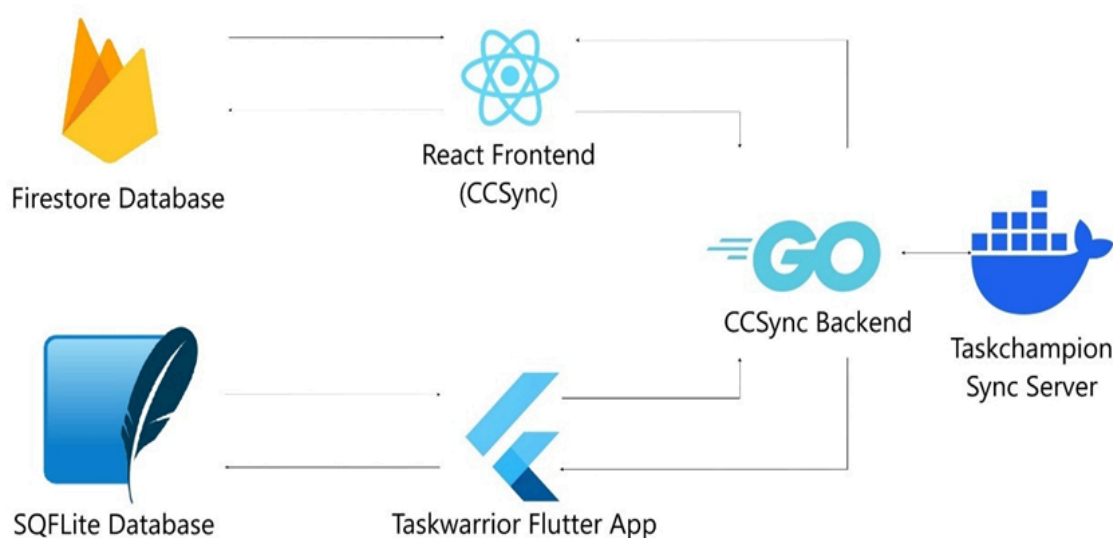 Firestore Database
React Frontend
(CCSync)
GO
CCSync Backend
Taskchampion
Sync Server
SQFLite Database
Taskwarrior Flutter App